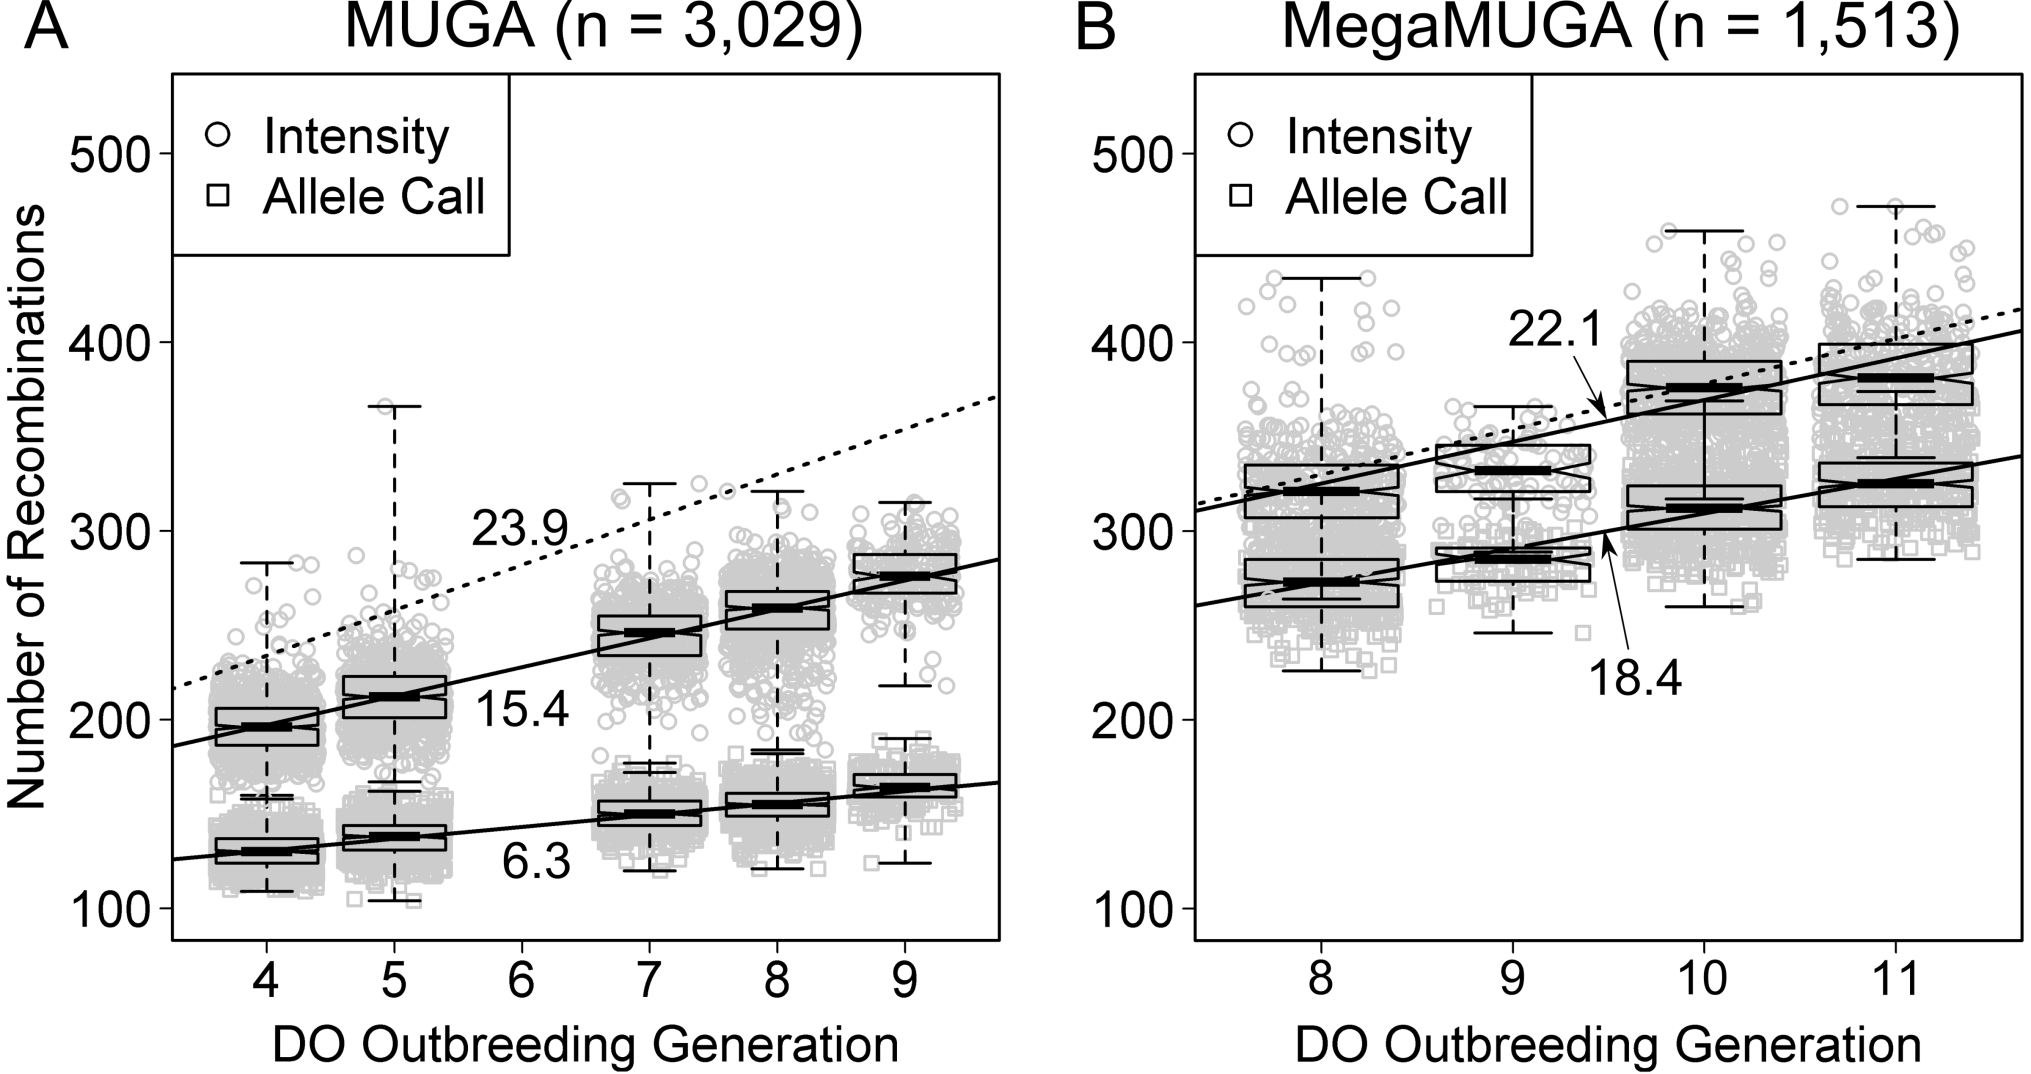 A
MUGA (n = 3,029)
Intensity
Allele Call
Number of Recombinations
500
400
300
200
100
23.9
15.4
6.3
4 5 6 7 8 9
DO Outbreeding Generation
B
MegaMUGA (n = 1,513)
Intensity
Allele Call
500
400
300
200
100
22.1
18.4
8 9 10 11
DO Outbreeding Generation